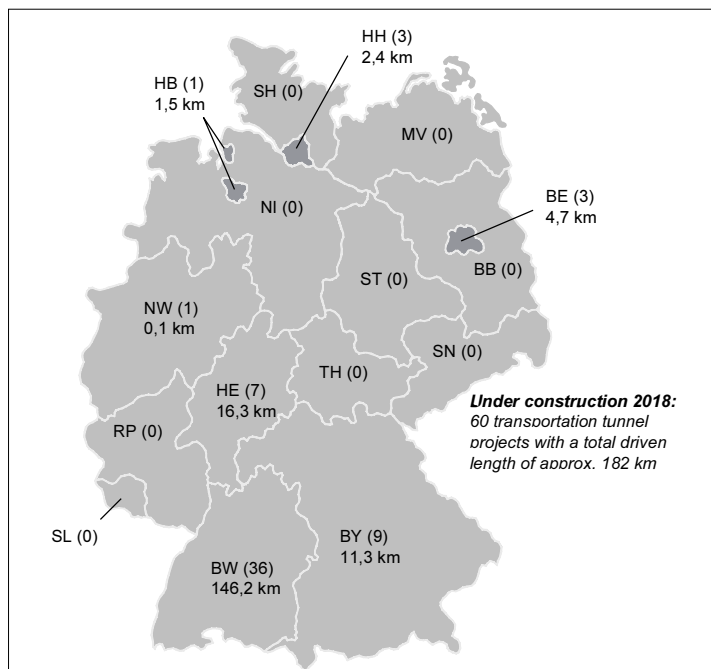 HH (3)
2,4 km
HB (1)
1,5 km
SH (0)
MV (0)
NI (0)
BE (3)
4,7 km
BB (0)
ST (0)
NW (1)
0,1 km
SN (0)
TH (0)
HE (7)
16,3 km
RP (0)
Under construction 2018:
60 transportation tunnel
projects with a total driven
length of approx. 182 km
SL (0)
BY (9)
11,3 km
BW (36)
146,2 km